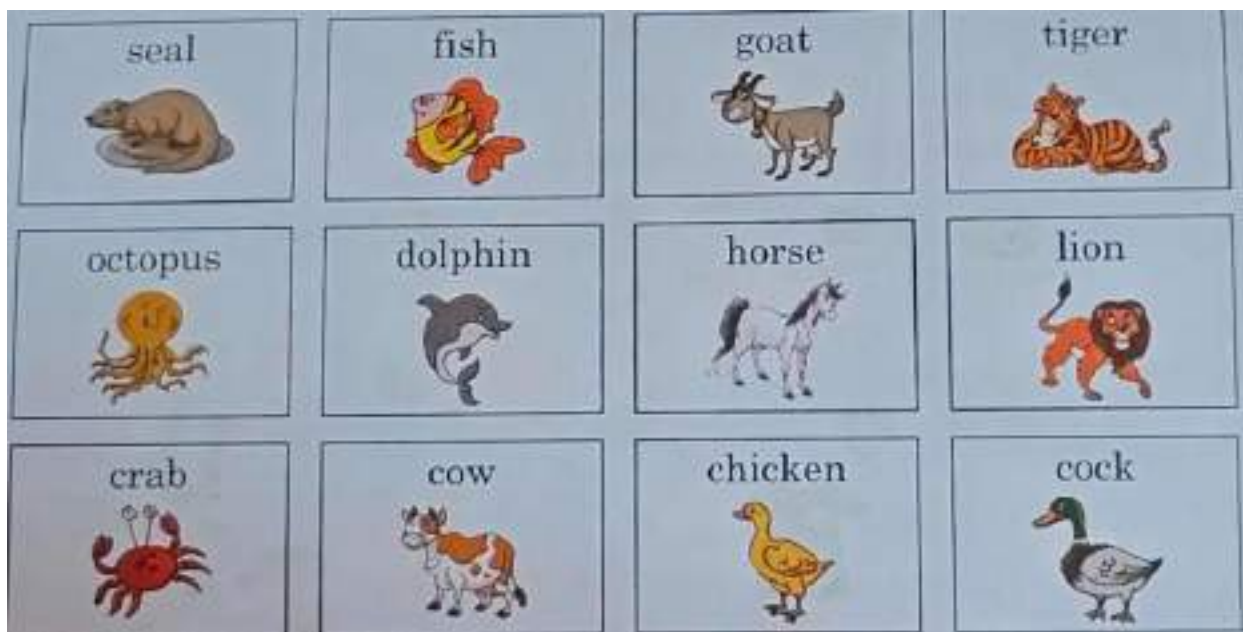 seal
fish
goat
tiger
octopus
dolphin
horse
lion
crab
cow
chicken
cock